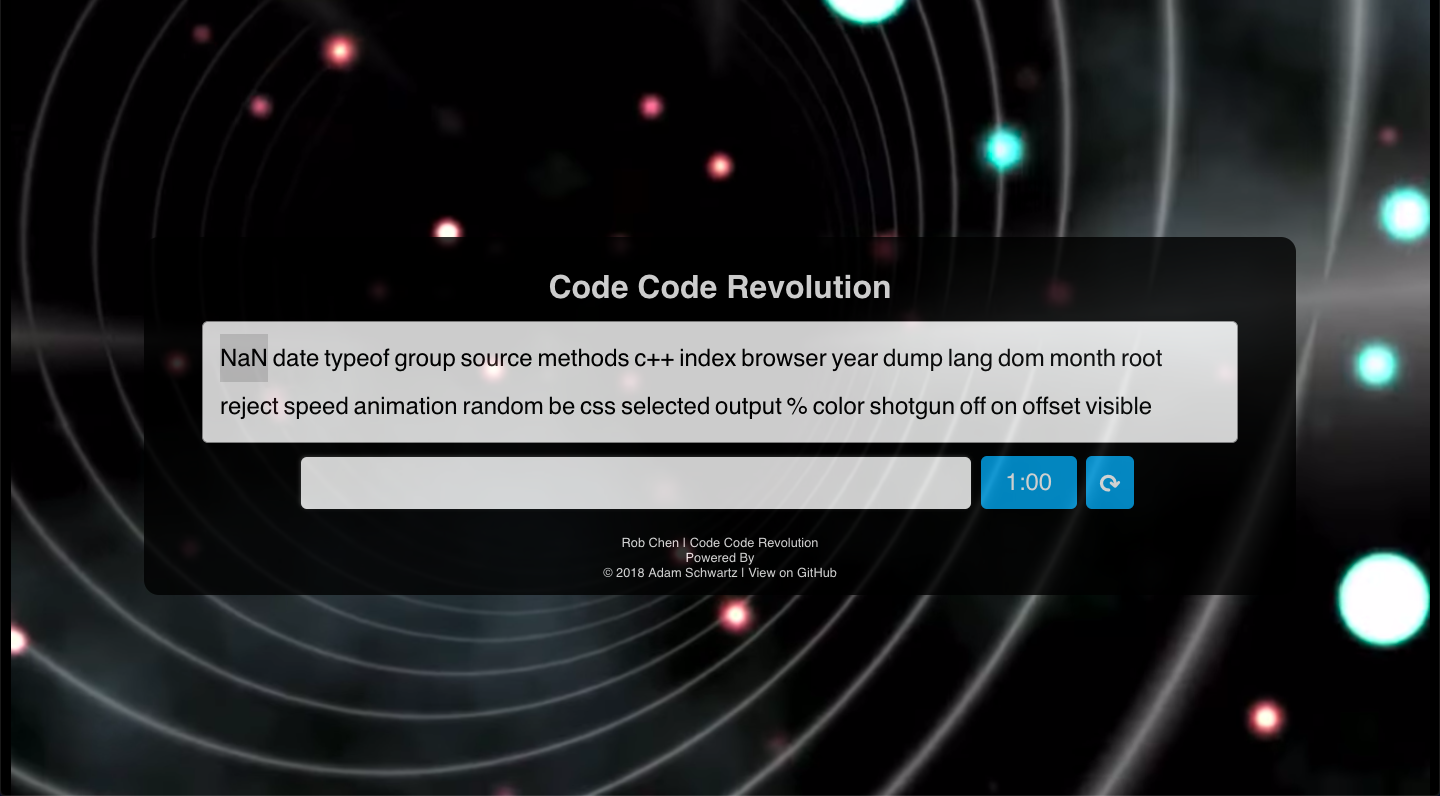 Code Code Revolution
NaN date typeof group source methods c++ index browser year dump lang dom month root
reject speed animation random be css selected output % color shotgun off on offset visible
1:00 ⟳
Rob Chen | Code Code Revolution
Powered By
© 2018 Adam Schwartz | View on GitHub